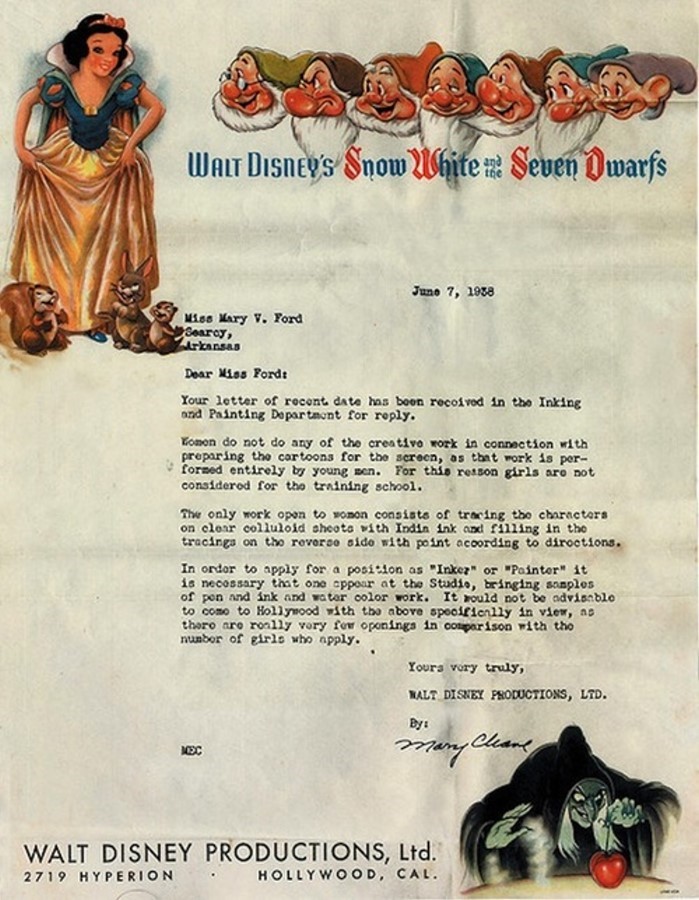 WALT DISNEY'S Snow White and the Seven Dwarfs
June 7, 1938
Miss Mary V. Ford
Searcy,
Arkansas
Dear Miss Ford:
Your letter of recent date has been received in the Inking
and Painting Department for reply.
Women do not do any of the creative work in connection with
preparing the cartoons for the screen, as that work is per-
formed entirely by young men. For this reason girls are not
considered for the training school.
The only work open to women consists of tracing the characters
on clear celluloid sheets with India ink and filling in the
tracings on the reverse side with paint according to directions.
In order to apply for a position as "Inker" or "Painter" it
is necessary that one appear at the Studio, bringing samples
of pen and ink and water color work. It would not be advisable
to come to Hollywood with the above specifically in view, as
there are really very few openings in comparison with the
number of girls who apply.
Yours very truly,
WALT DISNEY PRODUCTIONS, LTD.
By:
Mary Cleave
MEC
WALT DISNEY PRODUCTIONS, Ltd.
2719 HYPERION · HOLLYWOOD, CAL.